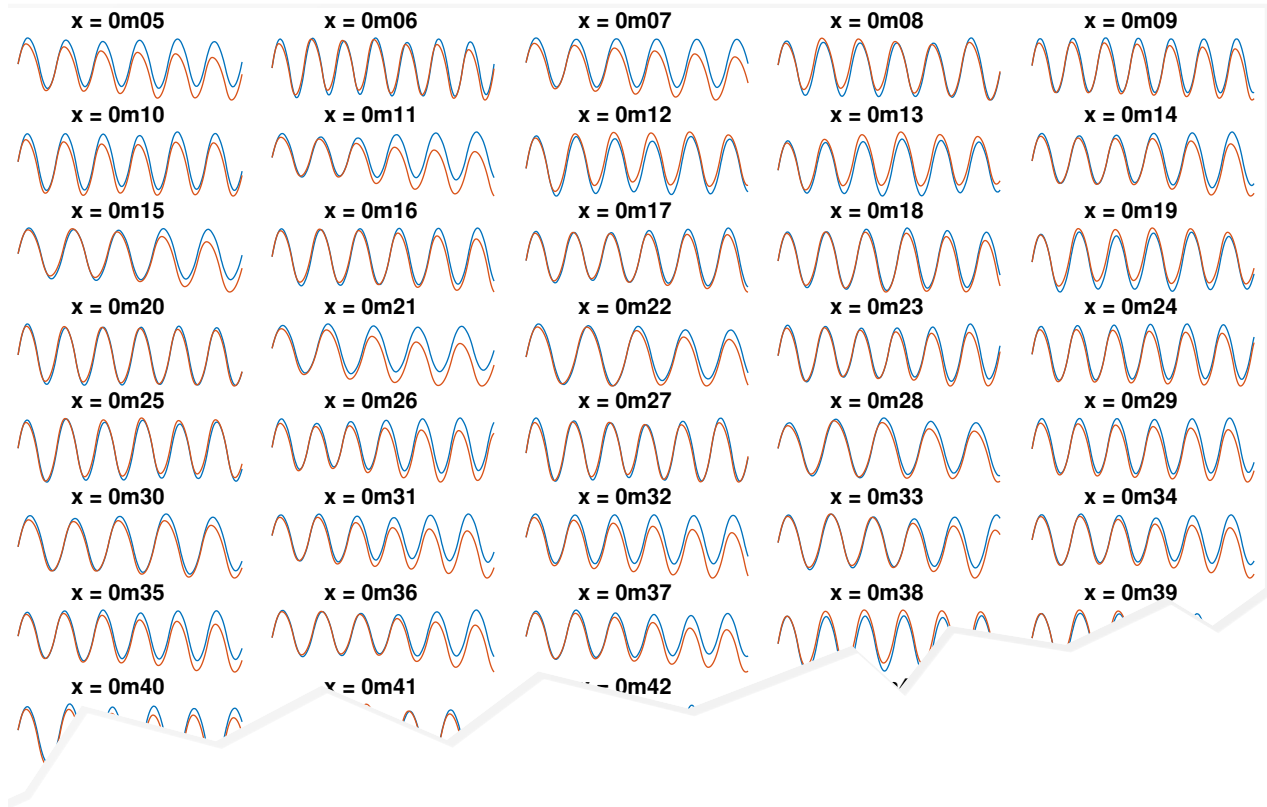 x = 0m05 x = 0m06 x = 0m07 x = 0m08 x = 0m09
x = 0m10 x = 0m11 x = 0m12 x = 0m13 x = 0m14
x = 0m15 x = 0m16 x = 0m17 x = 0m18 x = 0m19
x = 0m20 x = 0m21 x = 0m22 x = 0m23 x = 0m24
x = 0m25 x = 0m26 x = 0m27 x = 0m28 x = 0m29
x = 0m30 x = 0m31 x = 0m32 x = 0m33 x = 0m34
x = 0m35 x = 0m36 x = 0m37 x = 0m38 x = 0m39
x = 0m40 x = 0m41 = 0m42